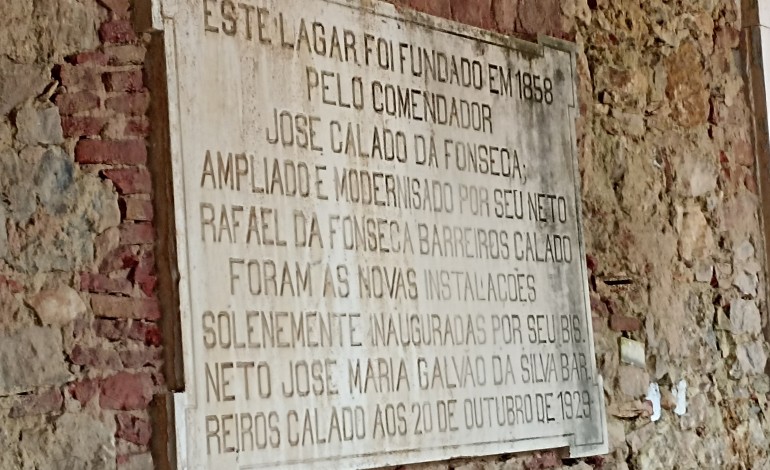 ESTE LAGAR FOI FUNDADO EM 1858
PELO COMENDADOR
JOSE CALADO DA FONSECA;
AMPLIADO E MODERNISADO POR SEU NETO
RAFAEL DA FONSECA BARREIROS CALADO
FORAM AS NOVAS INSTALACÕES
SOLENEMENTE INAUGURADAS POR SEU BIS.
NETO JOSE MARIA GALVÃO DA SILVA BAR
REIROS CALADO AOS 20 DE OUTUBRO DE 1929